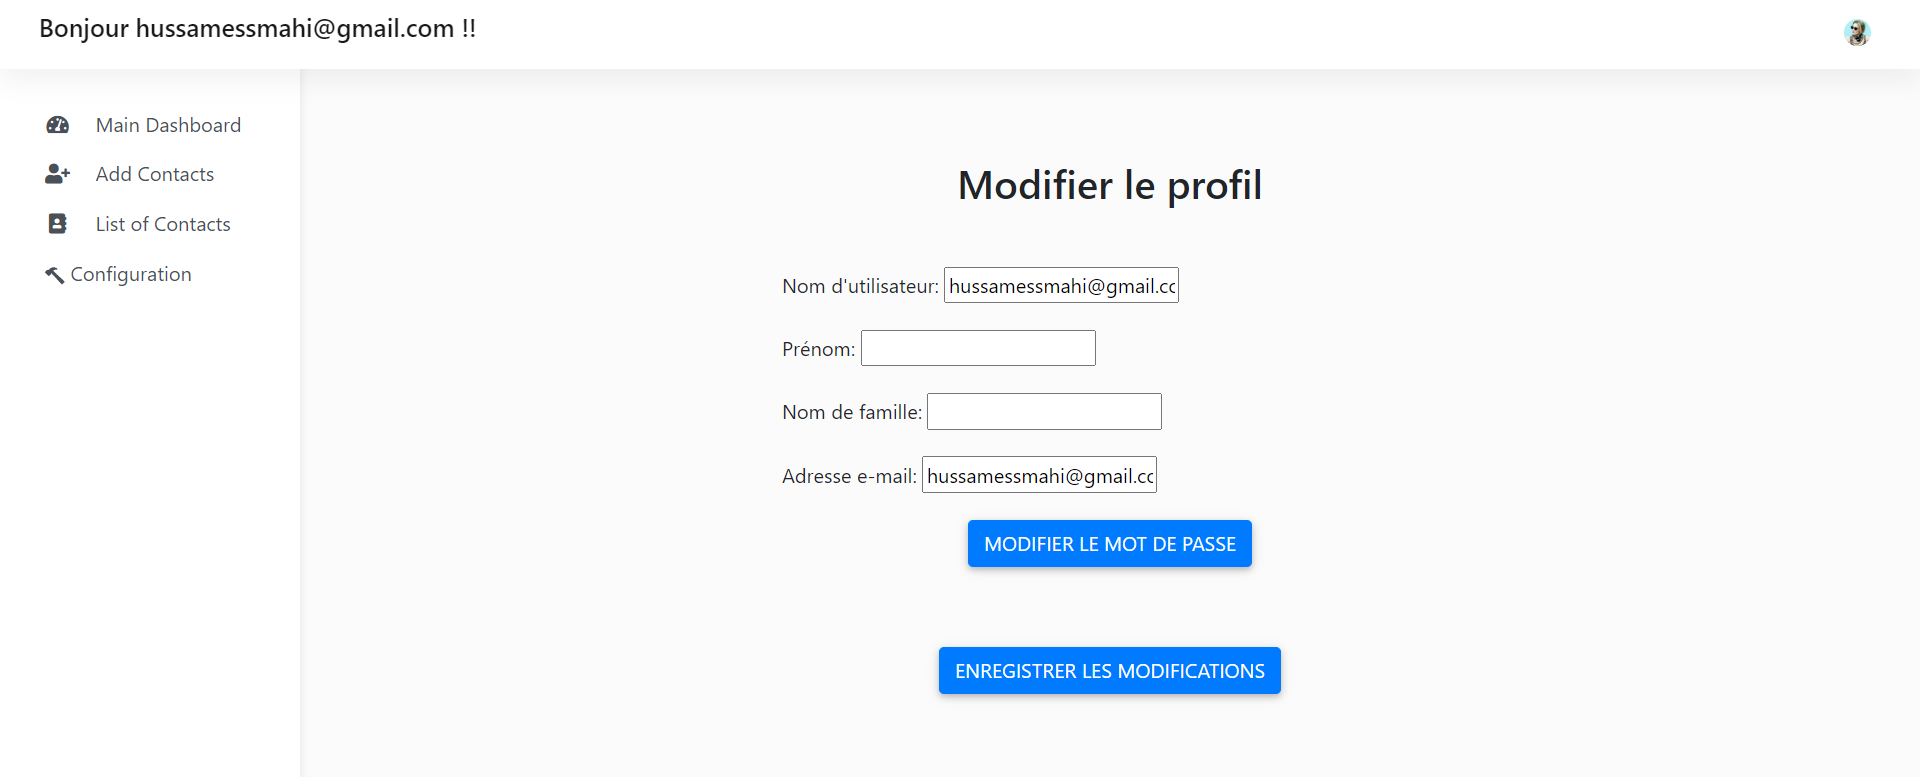 Bonjour hussamessmahi@gmail.com !!
Main Dashboard
Add Contacts
List of Contacts
Configuration
Modifier le profil
Nom d'utilisateur: hussamessmahi@gmail.cc
Prénom:
Nom de famille:
Adresse e-mail: hussamessmahi@gmail.cc
MODIFIER LE MOT DE PASSE
ENREGISTRER LES MODIFICATIONS